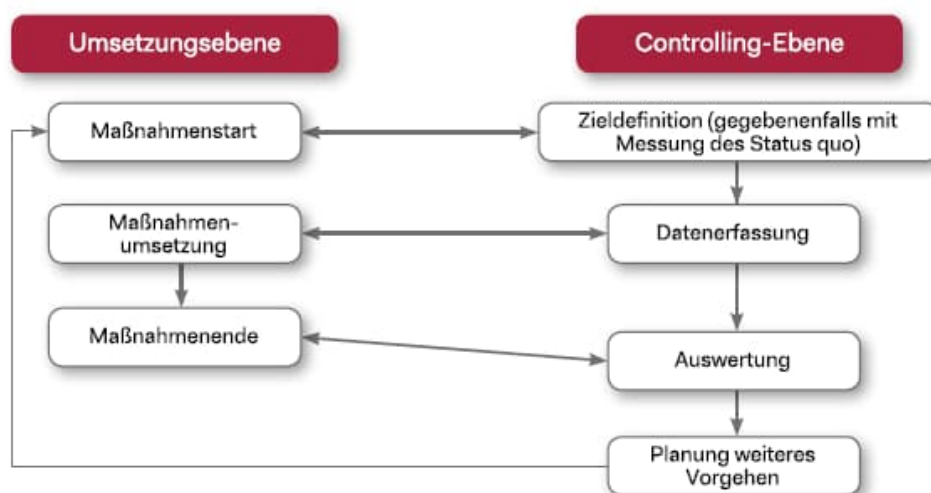 Umsetzungsebene
Controlling-Ebene
Maßnahmenstart
Zieldefinition (gegebenenfalls mit
Messung des Status quo)
Maßnahmen-
umsetzung
Datenerfassung
Maßnahmenende
Auswertung
Planung weiteres
Vorgehen